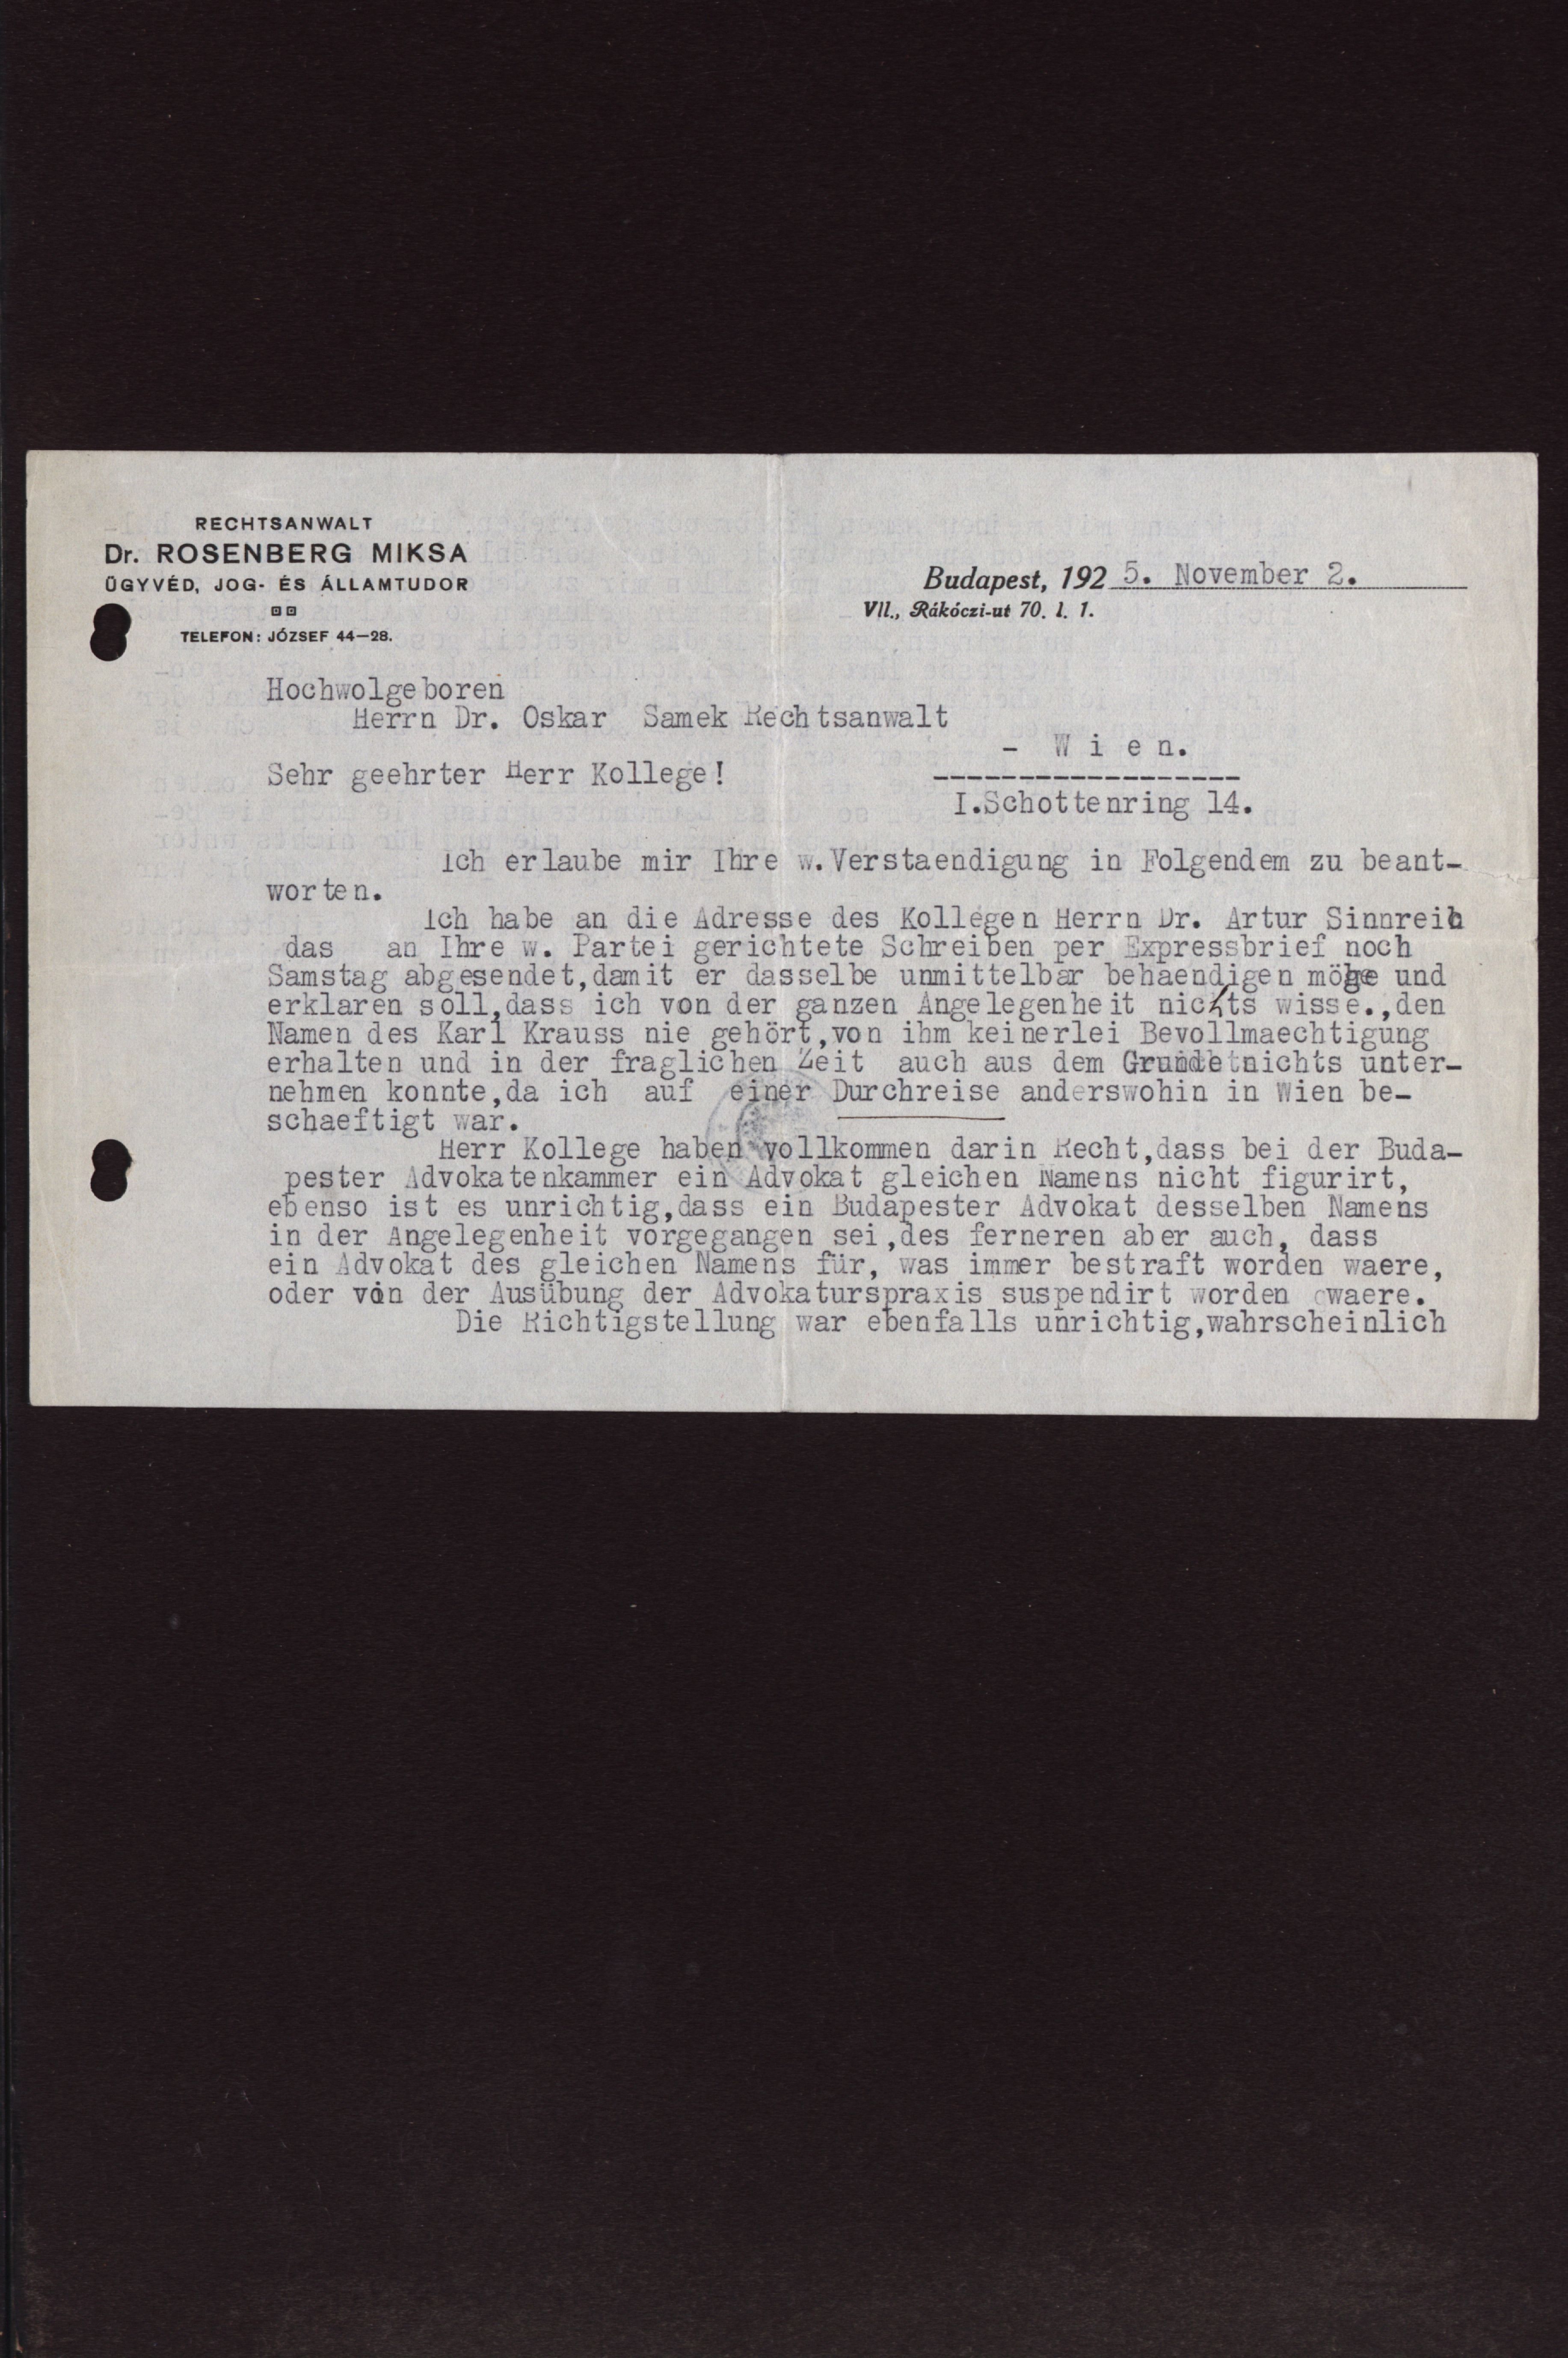 RECHTSANWALT
Dr. ROSENBERG MIKSA
ÜGYVÉD, JOG- ÉS ÁLLAMTUDOR
TELEFON: JÓZSEF 44—28.
Budapest, 192 5. November 2.
VII., Rákóczi-ut 70. I. 1.
Hochwolgeboren
Herrn Dr. Oskar Samek Rechtsanwalt
- W i e n.
Sehr geehrter Herr Kollege!
------------------
I.Schottenring 14.
Ich erlaube mir Ihre w.Verstaendigung in Folgendem zu beant-
worten.
Ich habe an die Adresse des Kollegen Herrn Dr. Artur Sinnreich
das an Ihre w. Partei gerichtete Schreiben per Expressbrief noch
Samstag abgesendet,damit er dasselbe unmittelbar behaendigen möge und
erklaren soll,dass ich von der ganzen Angelegenheit nichts wisse.,den
Namen des Karl Krauss nie gehört,von ihm keinerlei Bevollmaechtigung
erhalten und in der fraglichen Zeit auch aus dem Grunde nichts unter-
nehmen konnte,da ich auf einer Durchreise anderswohin in Wien be-
schaeftigt war.
Herr Kollege haben vollkommen darin Recht,dass bei der Buda-
pester Advokatenkammer ein Advokat gleichen Namens nicht figurirt,
ebenso ist es unrichtig,dass ein Budapester Advokat desselben Namens
in der Angelegenheit vorgegangen sei,des ferneren aber auch, dass
ein Advokat des gleichen Namens für, was immer bestraft worden waere,
oder von der Ausübung der Advokaturspraxis suspendirt worden waere.
Die Richtigstellung war ebenfalls unrichtig,wahrscheinlich